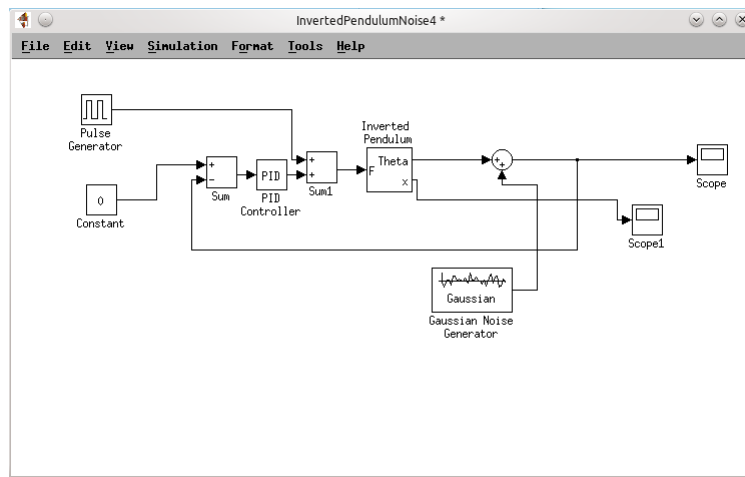 InvertedPendulumNoise4 *
File Edit View Simulation Format Tools Help
Pulse
Generator
+
−
Sum
0
Constant
PID
PID
Controller
+
+
Sum1
Inverted
Pendulum
F
Theta
x
+
+
Scope
Scope1
Gaussian
Gaussian Noise
Generator